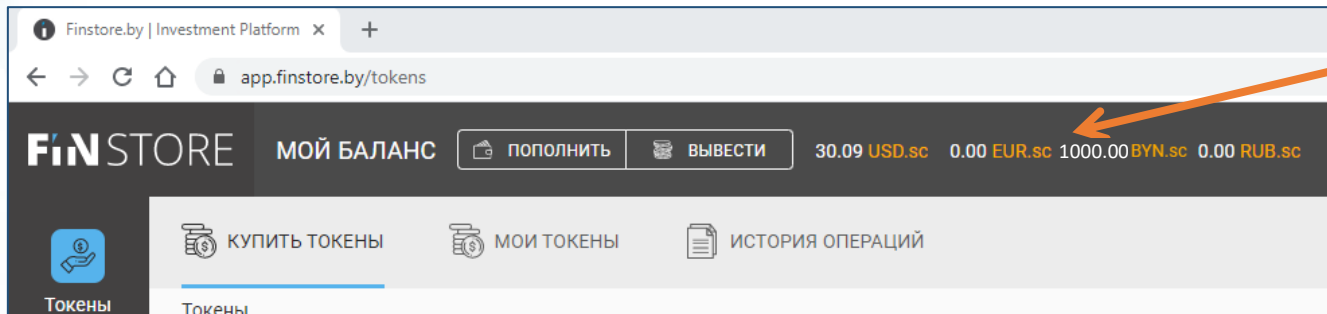 Finstore.by | Investment Platform
app.finstore.by/tokens
FiNSTORE МОЙ БАЛАНС ПОПОЛНИТЬ ВЫВЕСТИ 30.09 USD.sc 0.00 EUR.sc 1000.00 BYN.sc 0.00 RUB.sc
КУПИТЬ ТОКЕНЫ МОИ ТОКЕНЫ ИСТОРИЯ ОПЕРАЦИЙ
Токены Токены